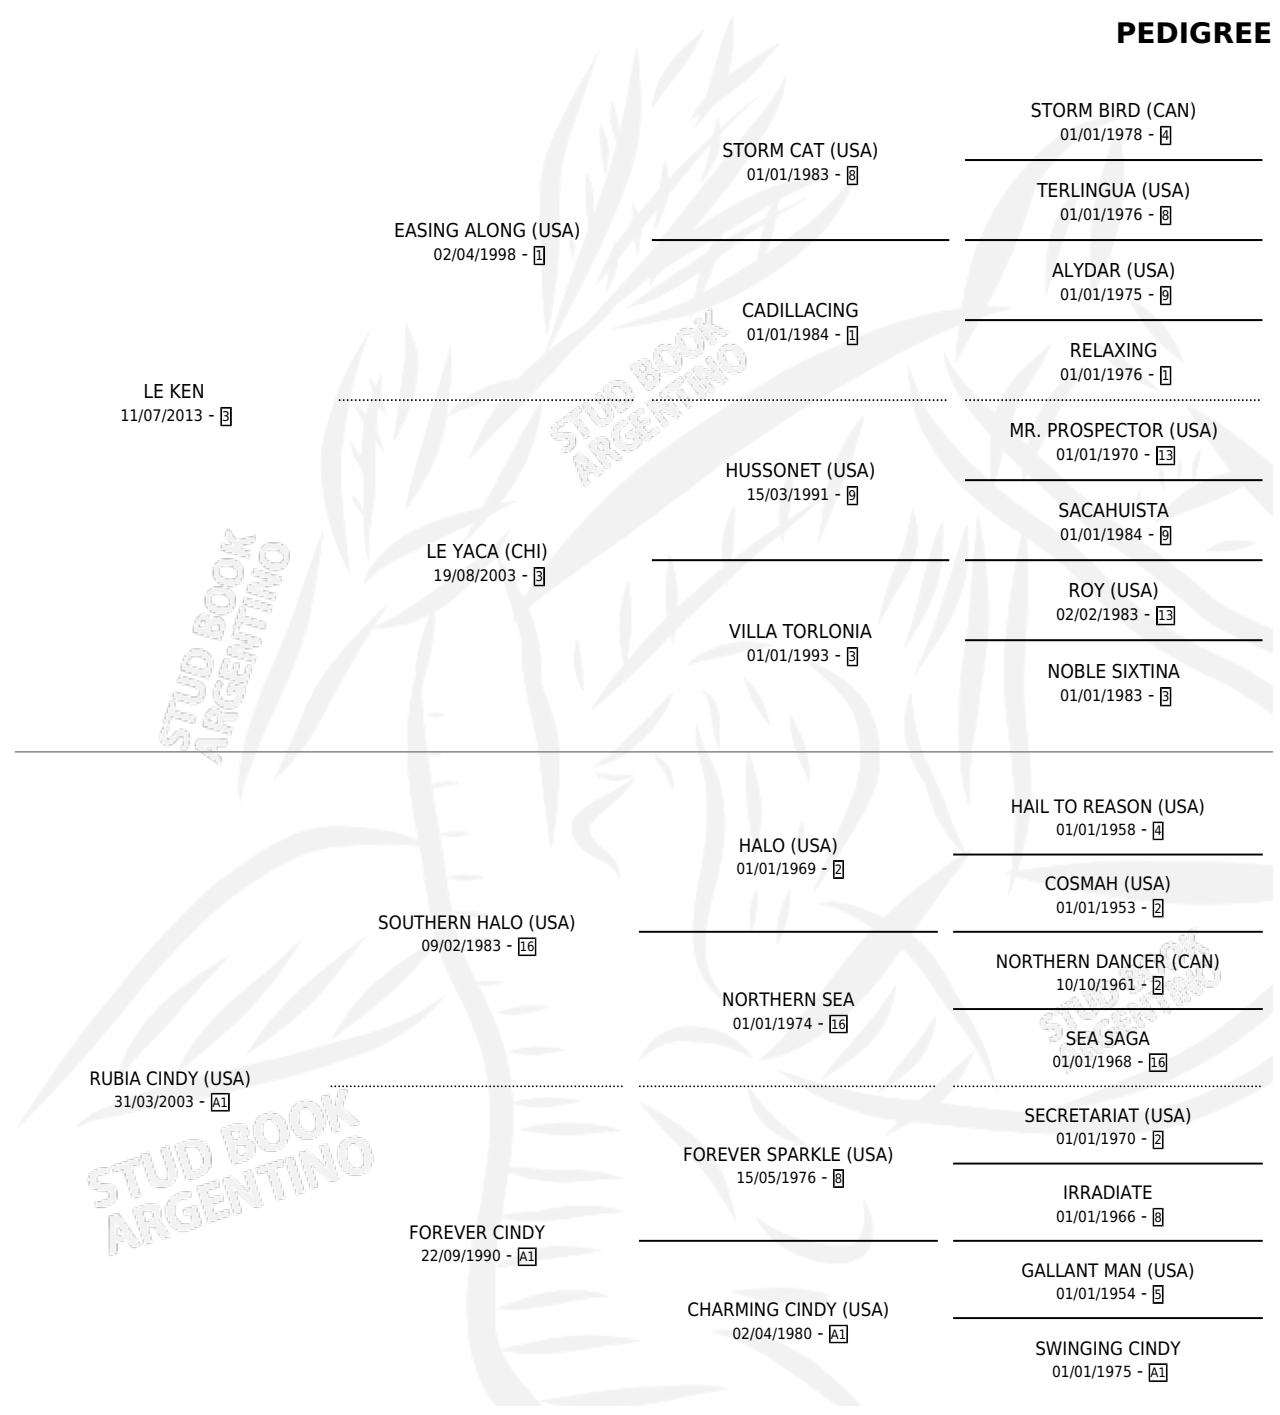 PEDIGREE
STORM BIRD (CAN)
01/01/1978 - 4
STORM CAT (USA)
01/01/1983 - 8
TERLINGUA (USA)
01/01/1976 - 8
EASING ALONG (USA)
02/04/1998 - 1
ALYDAR (USA)
01/01/1975 - 9
CADILLACING
01/01/1984 - 1
RELAXING
01/01/1976 - 1
LE KEN
11/07/2013 - 3
MR. PROSPECTOR (USA)
01/01/1970 - 13
HUSSONET (USA)
15/03/1991 - 9
SACAHUISTA
01/01/1984 - 9
LE YACA (CHI)
19/08/2003 - 3
ROY (USA)
02/02/1983 - 13
VILLA TORLONIA
01/01/1993 - 3
NOBLE SIXTINA
01/01/1983 - 3
HAIL TO REASON (USA)
01/01/1958 - 4
HALO (USA)
01/01/1969 - 2
COSMAH (USA)
01/01/1953 - 2
SOUTHERN HALO (USA)
09/02/1983 - 16
NORTHERN DANCER (CAN)
10/10/1961 - 2
NORTHERN SEA
01/01/1974 - 16
SEA SAGA
01/01/1968 - 16
RUBIA CINDY (USA)
31/03/2003 - A1
SECRETARIAT (USA)
01/01/1970 - 2
FOREVER SPARKLE (USA)
15/05/1976 - 8
IRRADIATE
01/01/1966 - 8
FOREVER CINDY
22/09/1990 - A1
GALLANT MAN (USA)
01/01/1954 - 5
CHARMING CINDY (USA)
02/04/1980 - A1
SWINGING CINDY
01/01/1975 - A1
STUD BOOK
ARGENTINO
STUD BOOK
ARGENTINO
STUD BOOK
ARGENTINO
STUD BOOK
ARGENTINO